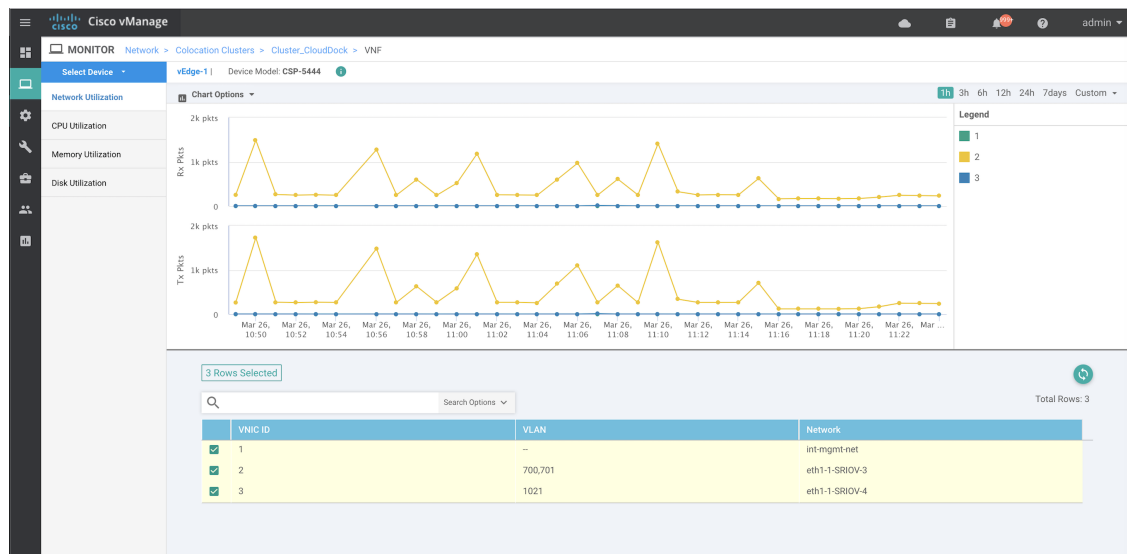 CISCO Cisco vManage 999+ admin
MONITOR Network > Colocation Clusters > Cluster_CloudDock > VNF
Select Device
vEdge-1 | Device Model: CSP-5444
Network Utilization
CPU Utilization
Memory Utilization
Disk Utilization
Chart Options
1h 3h 6h 12h 24h 7days Custom
2k pkts
1k pkts
0
Rx Pkts
2k pkts
1k pkts
0
Tx Pkts
Mar 26, 10:50
Mar 26, 10:52
Mar 26, 10:54
Mar 26, 10:56
Mar 26, 10:58
Mar 26, 11:00
Mar 26, 11:02
Mar 26, 11:04
Mar 26, 11:06
Mar 26, 11:08
Mar 26, 11:10
Mar 26, 11:12
Mar 26, 11:14
Mar 26, 11:16
Mar 26, 11:18
Mar 26, 11:20
Mar 26, 11:22
Mar ...
Legend
1
2
3
3 Rows Selected
Search Options
Total Rows: 3
VNIC ID VLAN Network
1 -- int-mgmt-net
2 700,701 eth1-1-SRIOV-3
3 1021 eth1-1-SRIOV-4